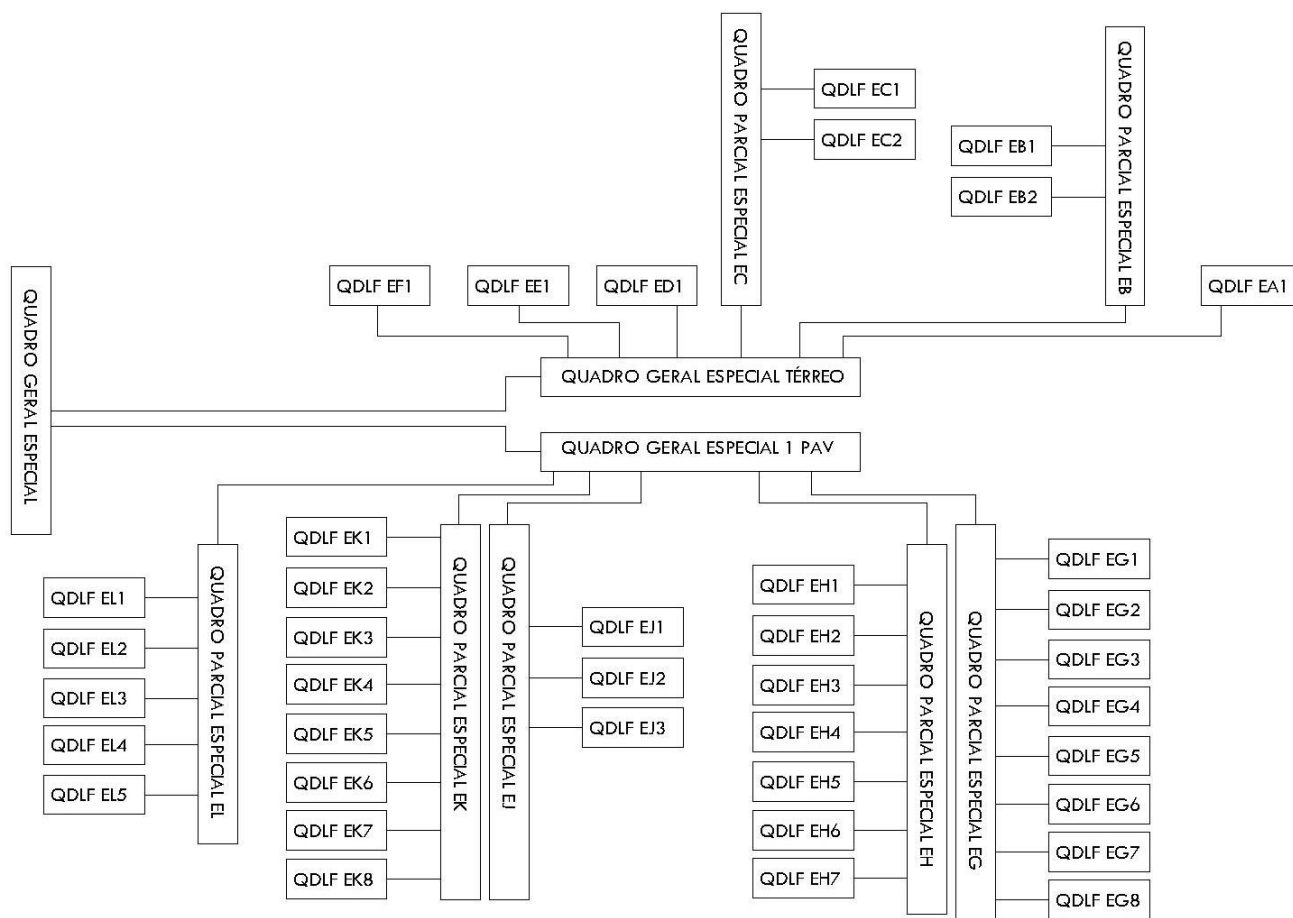 QUADRO PARCIAL ESPECIAL EC
QDLF EC1
QDLF EC2
QUADRO PARCIAL ESPECIAL EB
QDLF EB1
QDLF EB2
QUADRO GERAL ESPECIAL
QDLF EF1
QDLF EE1
QDLF ED1
QDLF EA1
QUADRO GERAL ESPECIAL TÉRREO
QUADRO GERAL ESPECIAL 1 PAV
QUADRO PARCIAL ESPECIAL EL
QDLF EL1
QDLF EL2
QDLF EL3
QDLF EL4
QDLF EL5
QDLF EK1
QDLF EK2
QDLF EK3
QDLF EK4
QDLF EK5
QDLF EK6
QDLF EK7
QDLF EK8
QUADRO PARCIAL ESPECIAL EK
QUADRO PARCIAL ESPECIAL EJ
QDLF EJ1
QDLF EJ2
QDLF EJ3
QDLF EH1
QDLF EH2
QDLF EH3
QDLF EH4
QDLF EH5
QDLF EH6
QDLF EH7
QUADRO PARCIAL ESPECIAL EH
QUADRO PARCIAL ESPECIAL EG
QDLF EG1
QDLF EG2
QDLF EG3
QDLF EG4
QDLF EG5
QDLF EG6
QDLF EG7
QDLF EG8